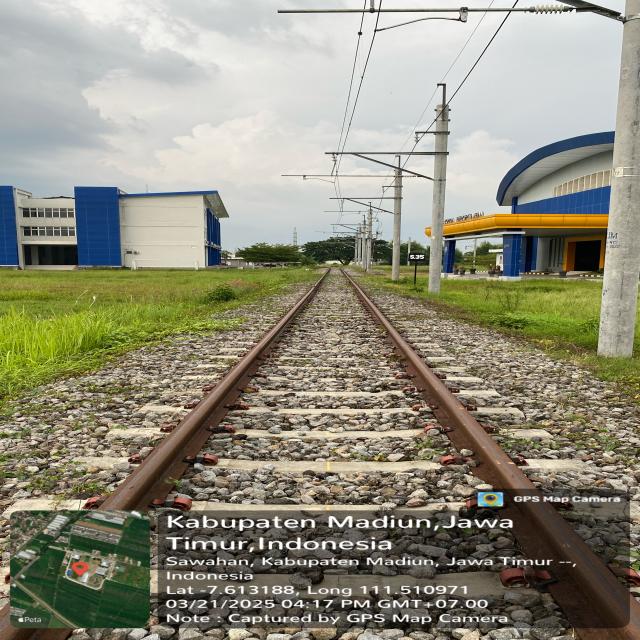 S.35
GPS Map Camera
Kabupaten Madiun,Jawa
Timur,Indonesia
Sawahan, Kabupaten Madiun, Jawa Timur --,
Indonesia
Lat -7.613188, Long 111.510971
03/21/2025 04:17 PM GMT+07.00
Note : Captured by GPS Map Camera
Peta